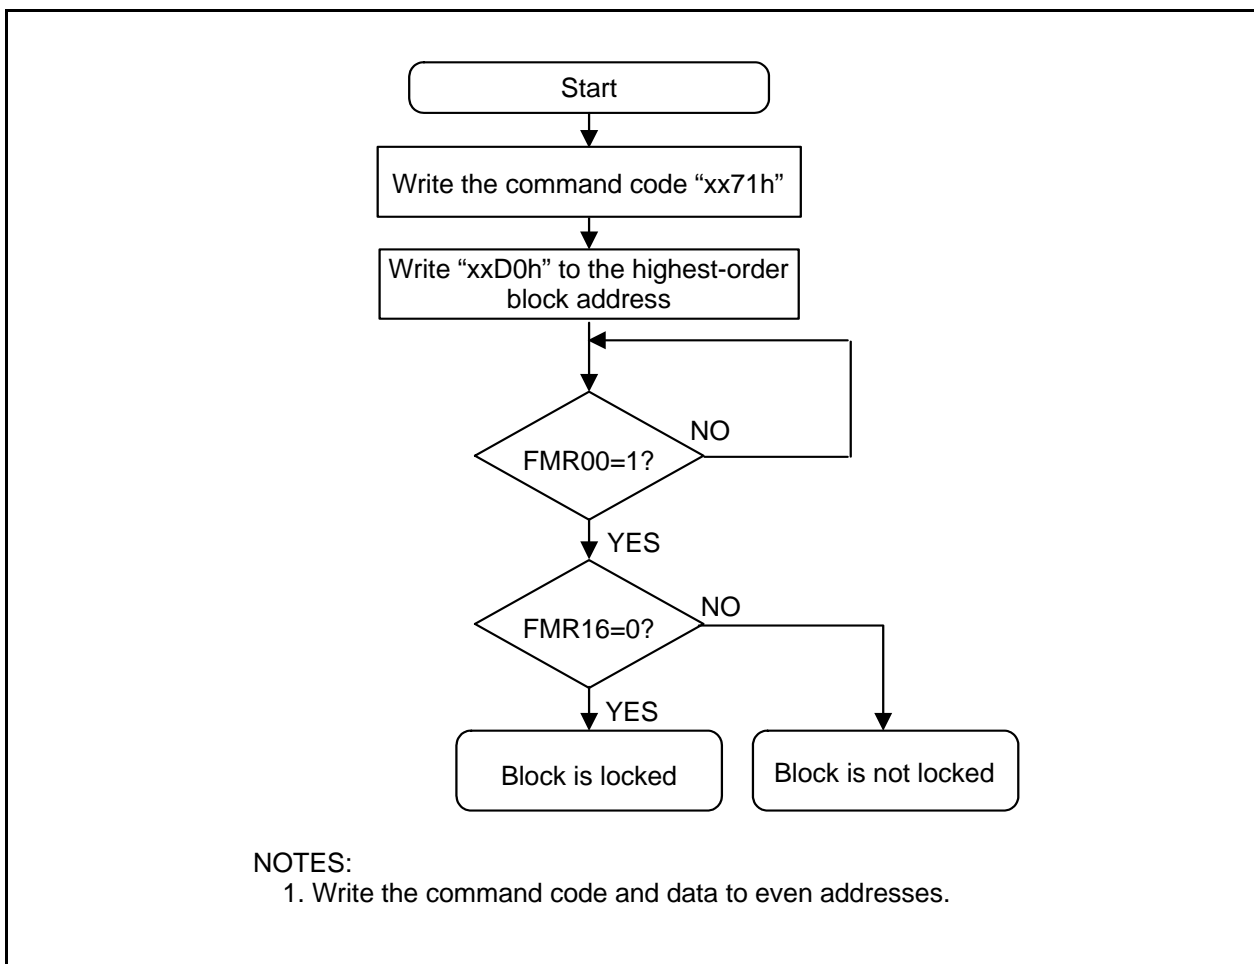 Start
Write the command code “xx71h”
Write “xxD0h” to the highest-order
block address
NO
FMR00=1?
YES
NO
FMR16=0?
YES
Block is locked
Block is not locked
NOTES:
1. Write the command code and data to even addresses.